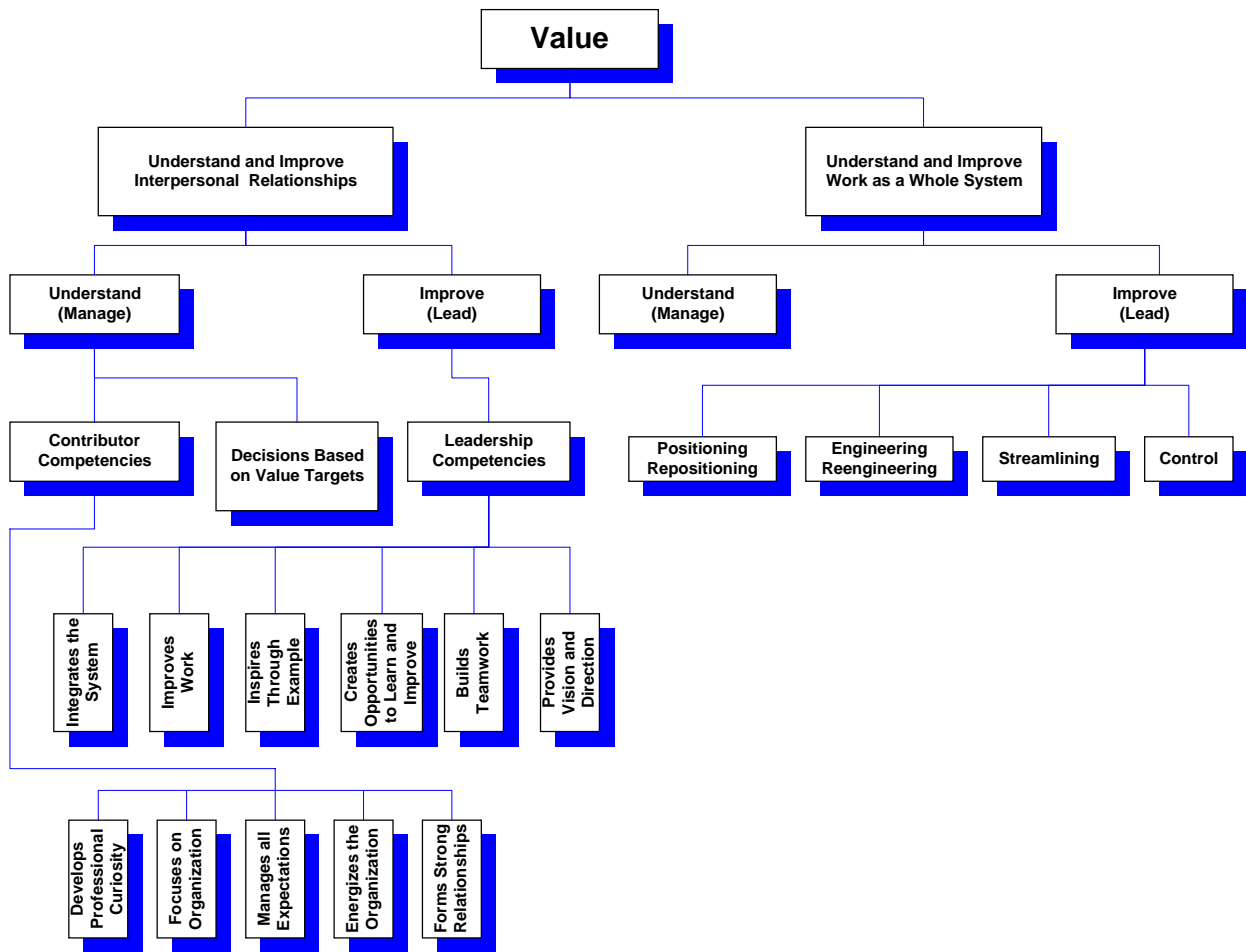 Value
Understand and Improve
Interpersonal Relationships
Understand and Improve
Work as a Whole System
Understand
(Manage)
Improve
(Lead)
Understand
(Manage)
Improve
(Lead)
Contributor
Competencies
Decisions Based
on Value Targets
Leadership
Competencies
Positioning
Repositioning
Engineering
Reengineering
Streamlining
Control
Integrates the
System
Improves
Work
Inspires
Through
Example
Creates
Opportunities
to Learn and
Improve
Builds
Teamwork
Provides
Vision and
Direction
Develops
Professional
Curiosity
Focuses on
Organization
Manages all
Expectations
Energizes the
Organization
Forms Strong
Relationships